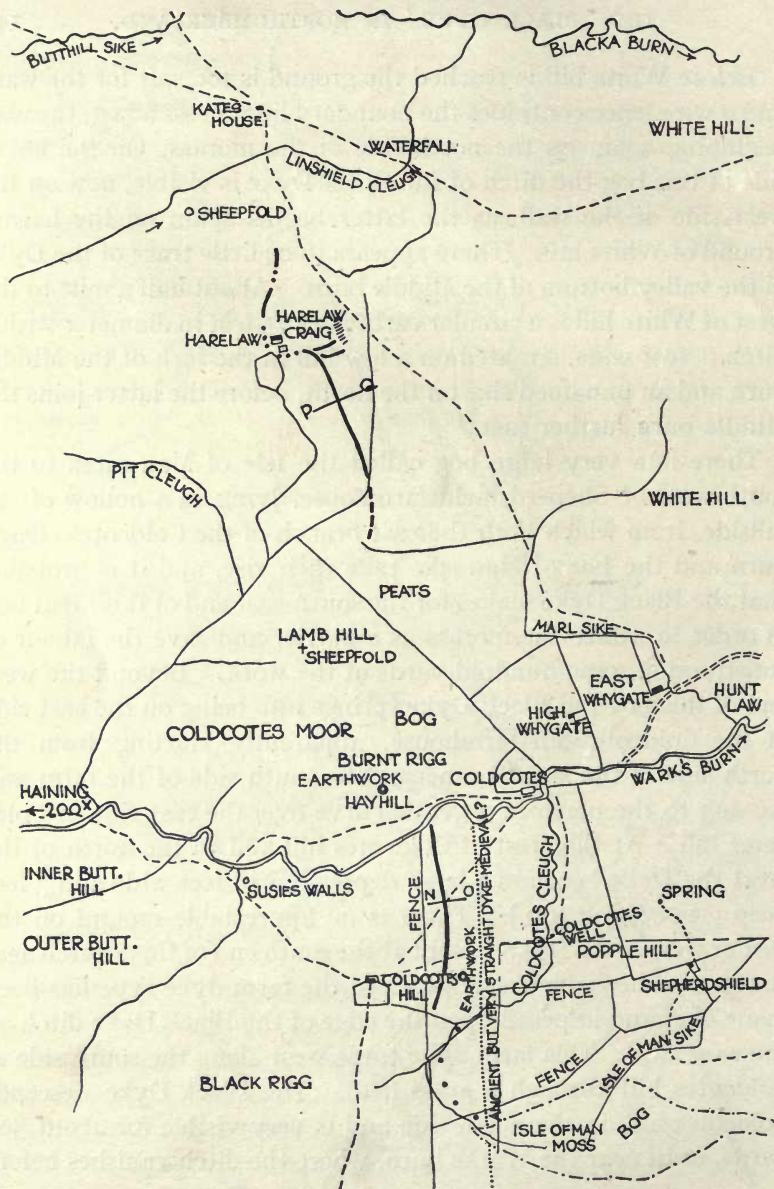 BUTTHILL SIKE
BLACKA BURN
KATES
HOUSE
WATERFALL
WHITE HILL
LINSHIELD CLEUGH
SHEEPFOLD
HARELAW
CRAIG
HARELAW
P
Q
PIT CLEUGH
WHITE HILL
PEATS
MARL SIKE
LAMB HILL
SHEEPFOLD
EAST
WHYGATE
HUNT
LAW
HIGH
WHYGATE
COLDCOTES MOOR
BOG
WARK'S BURN
BURNT RIGG
EARTHWORK
HAYHILL
COLDCOTES
HAINING
200X
INNER BUTT
HILL
SUSIES WALLS
FENCE
N
O
EARTHWORK
ANCIENT BUT VERY STRAIGHT DYKE-MEDIEVAL?
COLDCOTES CLEUGH
SPRING
COLDCOTES
WELL
POPPLE HILL
OUTER BUTT
HILL
COLDCOTES
HILL
FENCE
SHEPHERDSHIELD
FENCE
ISLE OF MAN SIKE
BLACK RIGG
ISLE OF MAN
MOSS
BOG